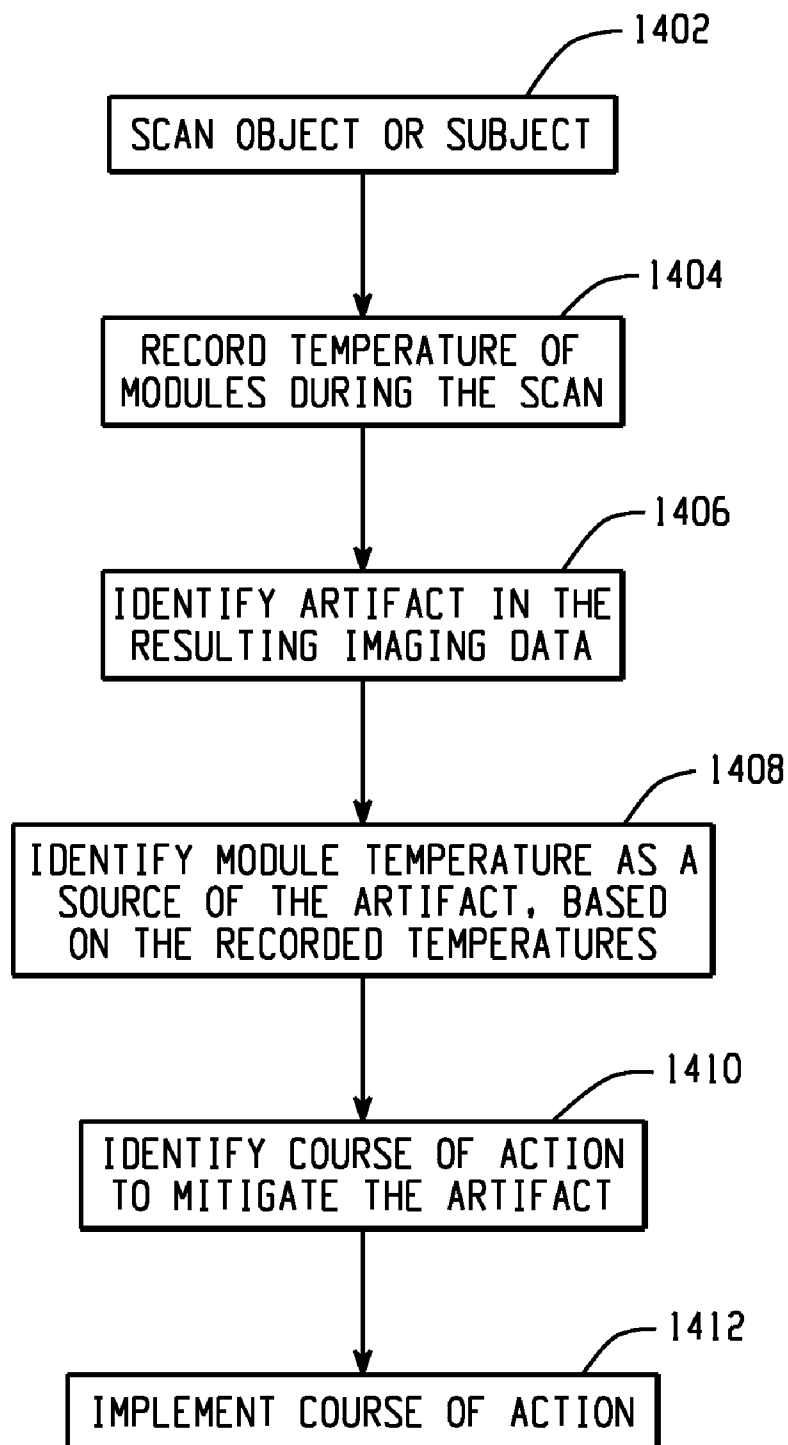 1402
SCAN OBJECT OR SUBJECT
1404
RECORD TEMPERATURE OF
MODULES DURING THE SCAN
1406
IDENTIFY ARTIFACT IN THE
RESULTING IMAGING DATA
1408
IDENTIFY MODULE TEMPERATURE AS A
SOURCE OF THE ARTIFACT, BASED
ON THE RECORDED TEMPERATURES
1410
IDENTIFY COURSE OF ACTION
TO MITIGATE THE ARTIFACT
1412
IMPLEMENT COURSE OF ACTION